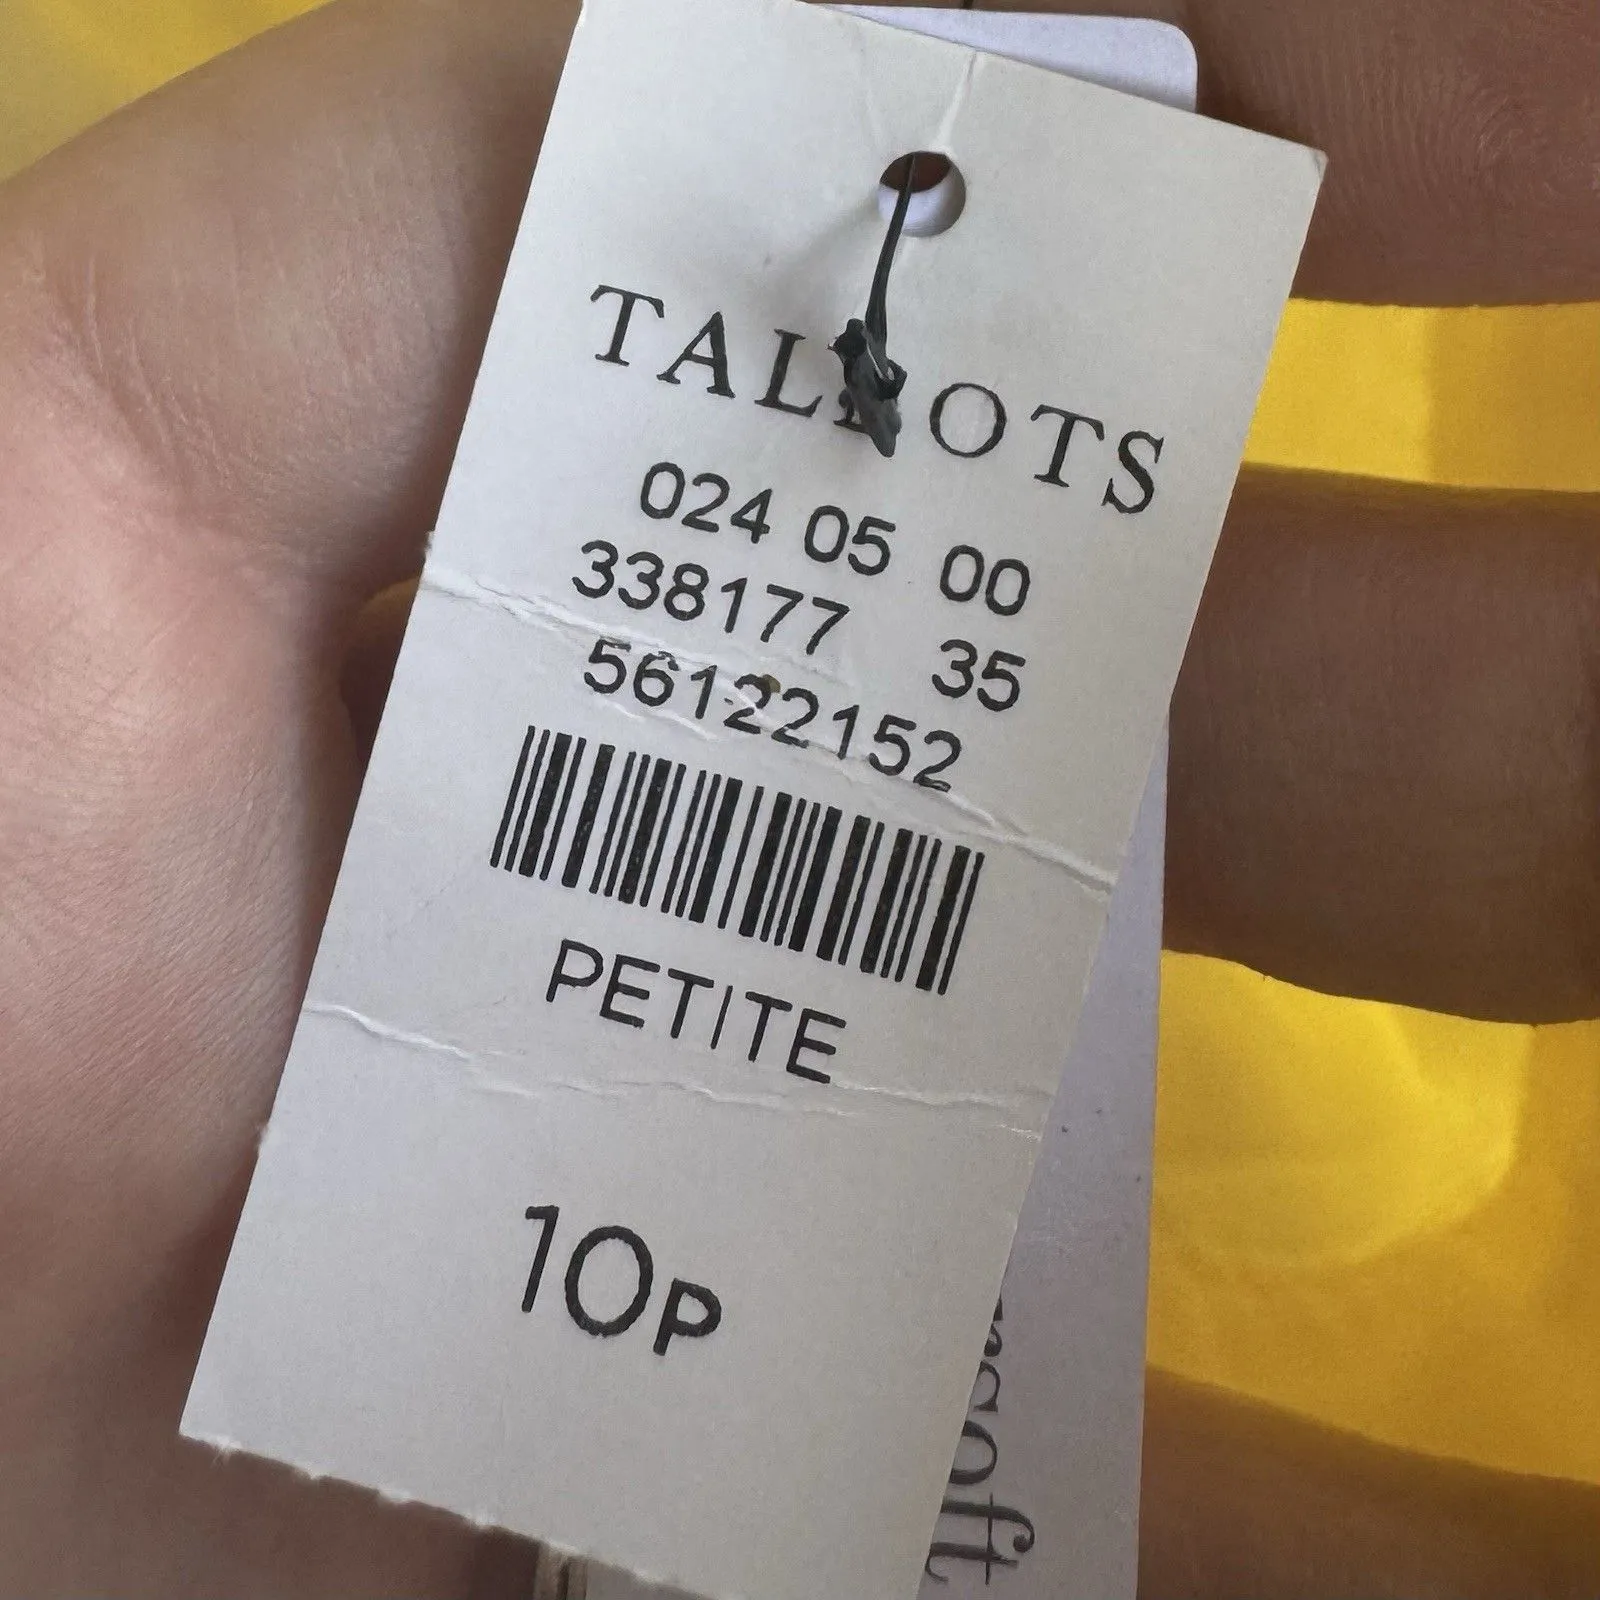 TALBOTS
024 05 00
338177 35
56122152
PETITE
10P